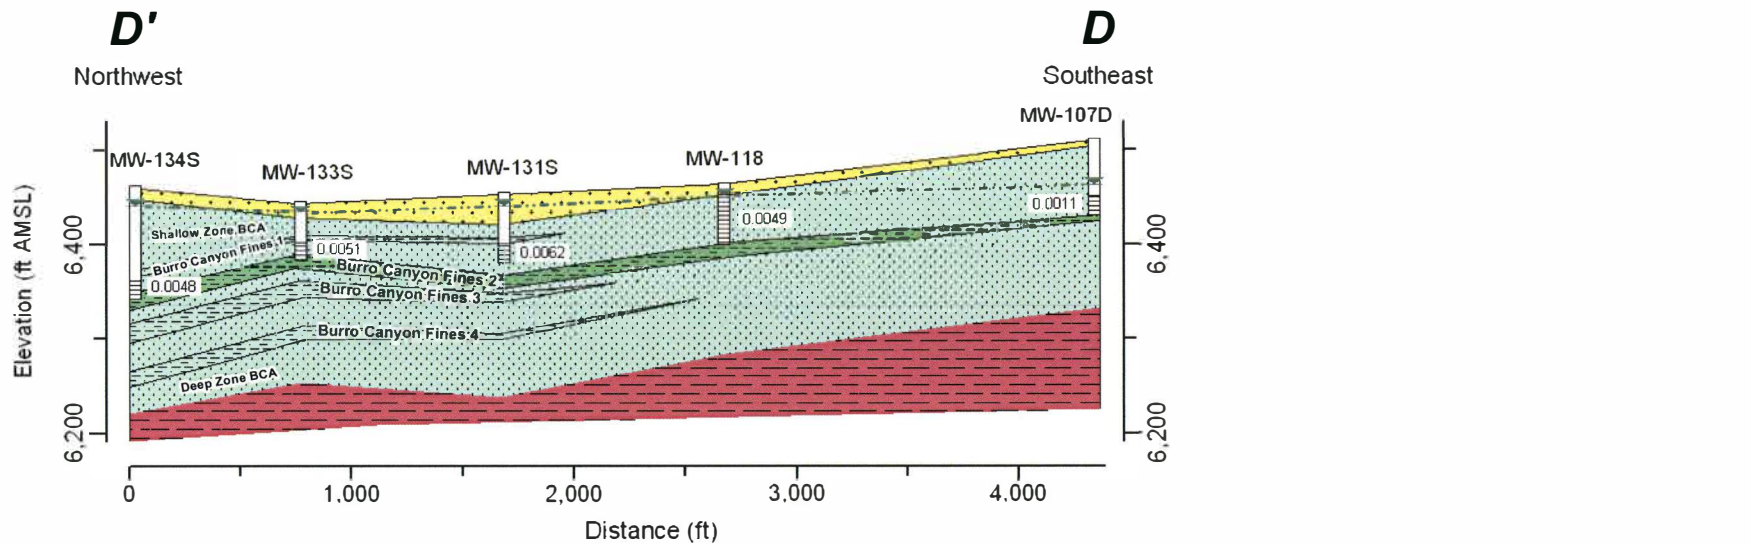 D' D
Northwest Southeast
MW-107D
MW-134S MW-133S MW-131S MW-118
0.0011
0.0049
Shallow Zone BCA
Burro Canyon Fines 1
0.0051 0.0062
Burro Canyon Fines 2
0.0048
Burro Canyon Fines 3
Burro Canyon Fines 4
Deep Zone BCA
Elevation (ft AMSL)
6,400
6,200
6,400
6,200
0 1,000 2,000 3,000 4,000
Distance (ft)